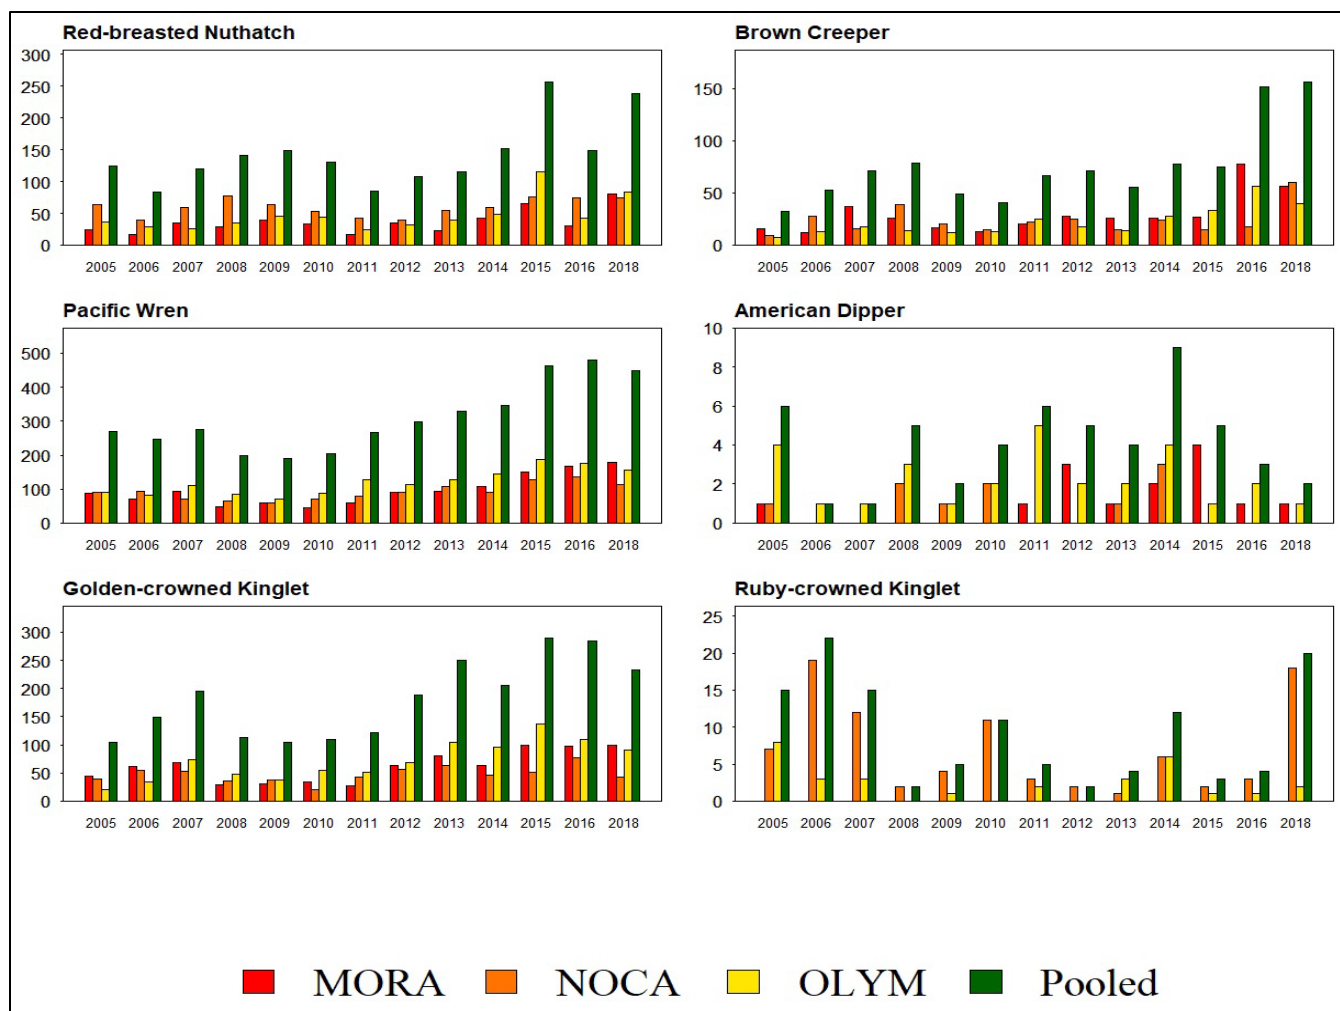 Red-breasted Nuthatch
300
250
200
150
100
50
0
2005 2006 2007 2008 2009 2010 2011 2012 2013 2014 2015 2016 2018
Brown Creeper
150
100
50
0
2005 2006 2007 2008 2009 2010 2011 2012 2013 2014 2015 2016 2018
Pacific Wren
500
400
300
200
100
0
2005 2006 2007 2008 2009 2010 2011 2012 2013 2014 2015 2016 2018
American Dipper
10
8
6
4
2
0
2005 2006 2007 2008 2009 2010 2011 2012 2013 2014 2015 2016 2018
Golden-crowned Kinglet
300
250
200
150
100
50
0
2005 2006 2007 2008 2009 2010 2011 2012 2013 2014 2015 2016 2018
Ruby-crowned Kinglet
25
20
15
10
5
0
2005 2006 2007 2008 2009 2010 2011 2012 2013 2014 2015 2016 2018
MORA NOCA OLYM Pooled